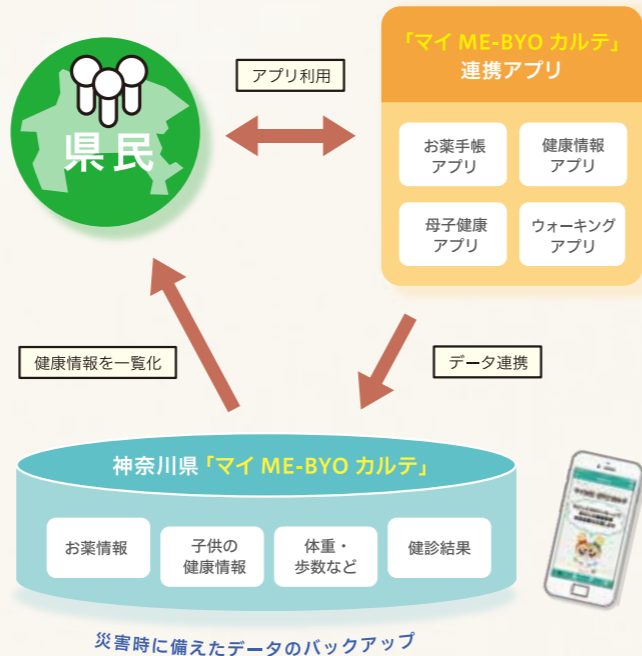 県民
アプリ利用
「マイ ME-BYO カルテ」
連携アプリ
お薬手帳
アプリ
健康情報
アプリ
母子健康
アプリ
ウォーキング
アプリ
健康情報を一覧化
データ連携
神奈川県「マイ ME-BYO カルテ」
お薬情報
子供の
健康情報
体重・
歩数など
健診結果
災害時に備えたデータのバックアップ